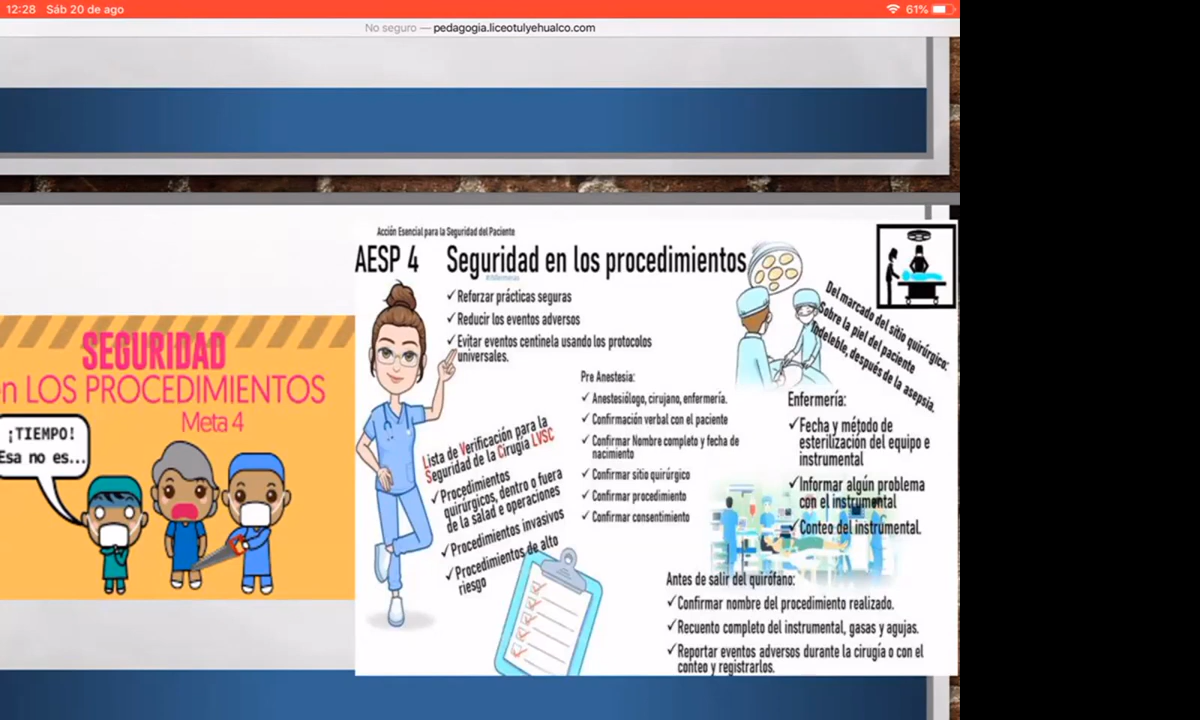 12:28 Sáb 20 de ago
61%
No seguro — pedagogia.liceotulyehualco.com
Acción Esencial para la Seguridad del Paciente
AESP 4 Seguridad en los procedimientos
✓Reforzar prácticas seguras
✓Reducir los eventos adversos
✓Evitar eventos centinela usando los protocolos
universales.
Del marcado del sitio quirúrgico:
Sobre la piel del paciente
Indeleble, después de la asepsia.
SEGURIDAD
en LOS PROCEDIMIENTOS
Meta 4
¡TIEMPO!
Esa no es...
Lista de Verificación para la
Seguridad de la Cirugía LVSC
✓Procedimientos
quirúrgicos, dentro o fuera
de la salad e operaciones
✓Procedimientos invasivos
✓Procedimientos de alto
riesgo
Pre Anestesia:
✓ Anestesiólogo, cirujano, enfermería.
✓ Confirmación verbal con el paciente
✓ Confirmar Nombre completo y fecha de
nacimiento
✓ Confirmar sitio quirúrgico
✓ Confirmar procedimiento
✓ Confirmar consentimiento
Enfermería:
✓Fecha y método de
esterilización del equipo e
instrumental
✓Informar algún problema
con el instrumental
✓Conteo del instrumental.
Antes de salir del quirófano:
✓Confirmar nombre del procedimiento realizado.
✓Recuento completo del instrumental, gasas y agujas.
✓Reportar eventos adversos durante la cirugía o con el
conteo y registrarlos.